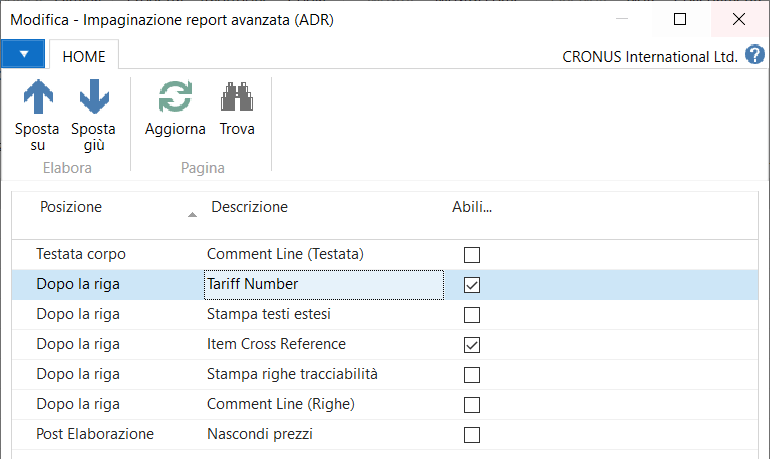 Modifica - Impaginazione report avanzata (ADR)
HOME
CRONUS International Ltd. ?
Sposta su
Sposta giù
Aggiorna
Trova
Elabora
Pagina
Posizione Descrizione Abili...
Testata corpo Comment Line (Testata)
Dopo la riga Tariff Number
Dopo la riga Stampa testi estesi
Dopo la riga Item Cross Reference
Dopo la riga Stampa righe tracciabilità
Dopo la riga Comment Line (Righe)
Post Elaborazione Nascondi prezzi